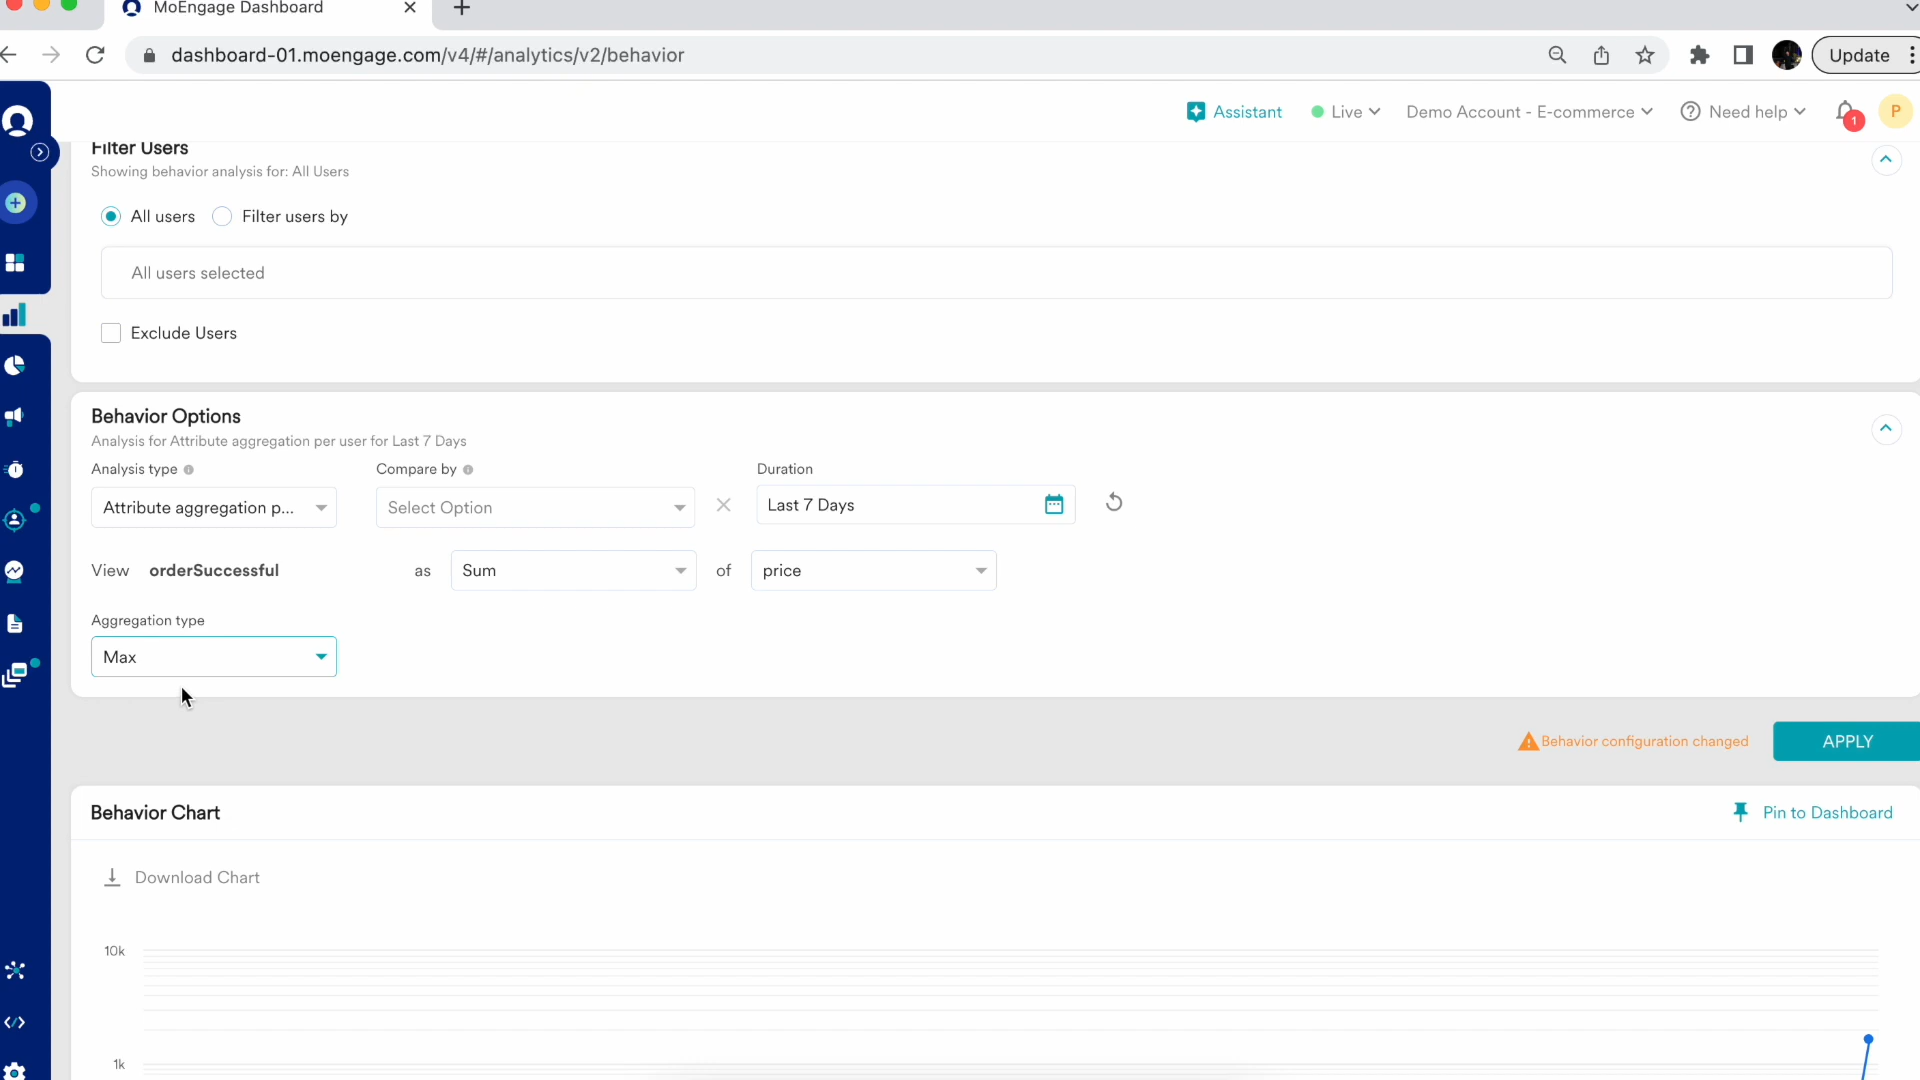 MoEngage Dashboard
dashboard-01.moengage.com/v4/#/analytics/v2/behavior
Update
Assistant
Live
Demo Account - E-commerce
Need help
1
P
Filter Users
Showing behavior analysis for: All Users
All users
Filter users by
All users selected
Exclude Users
Behavior Options
Analysis for Attribute aggregation per user for Last 7 Days
Analysis type
Compare by
Duration
Attribute aggregation p...
Select Option
Last 7 Days
View orderSuccessful as Sum of price
Aggregation type
Max
Behavior configuration changed
APPLY
Behavior Chart
Pin to Dashboard
Download Chart
10k
1k